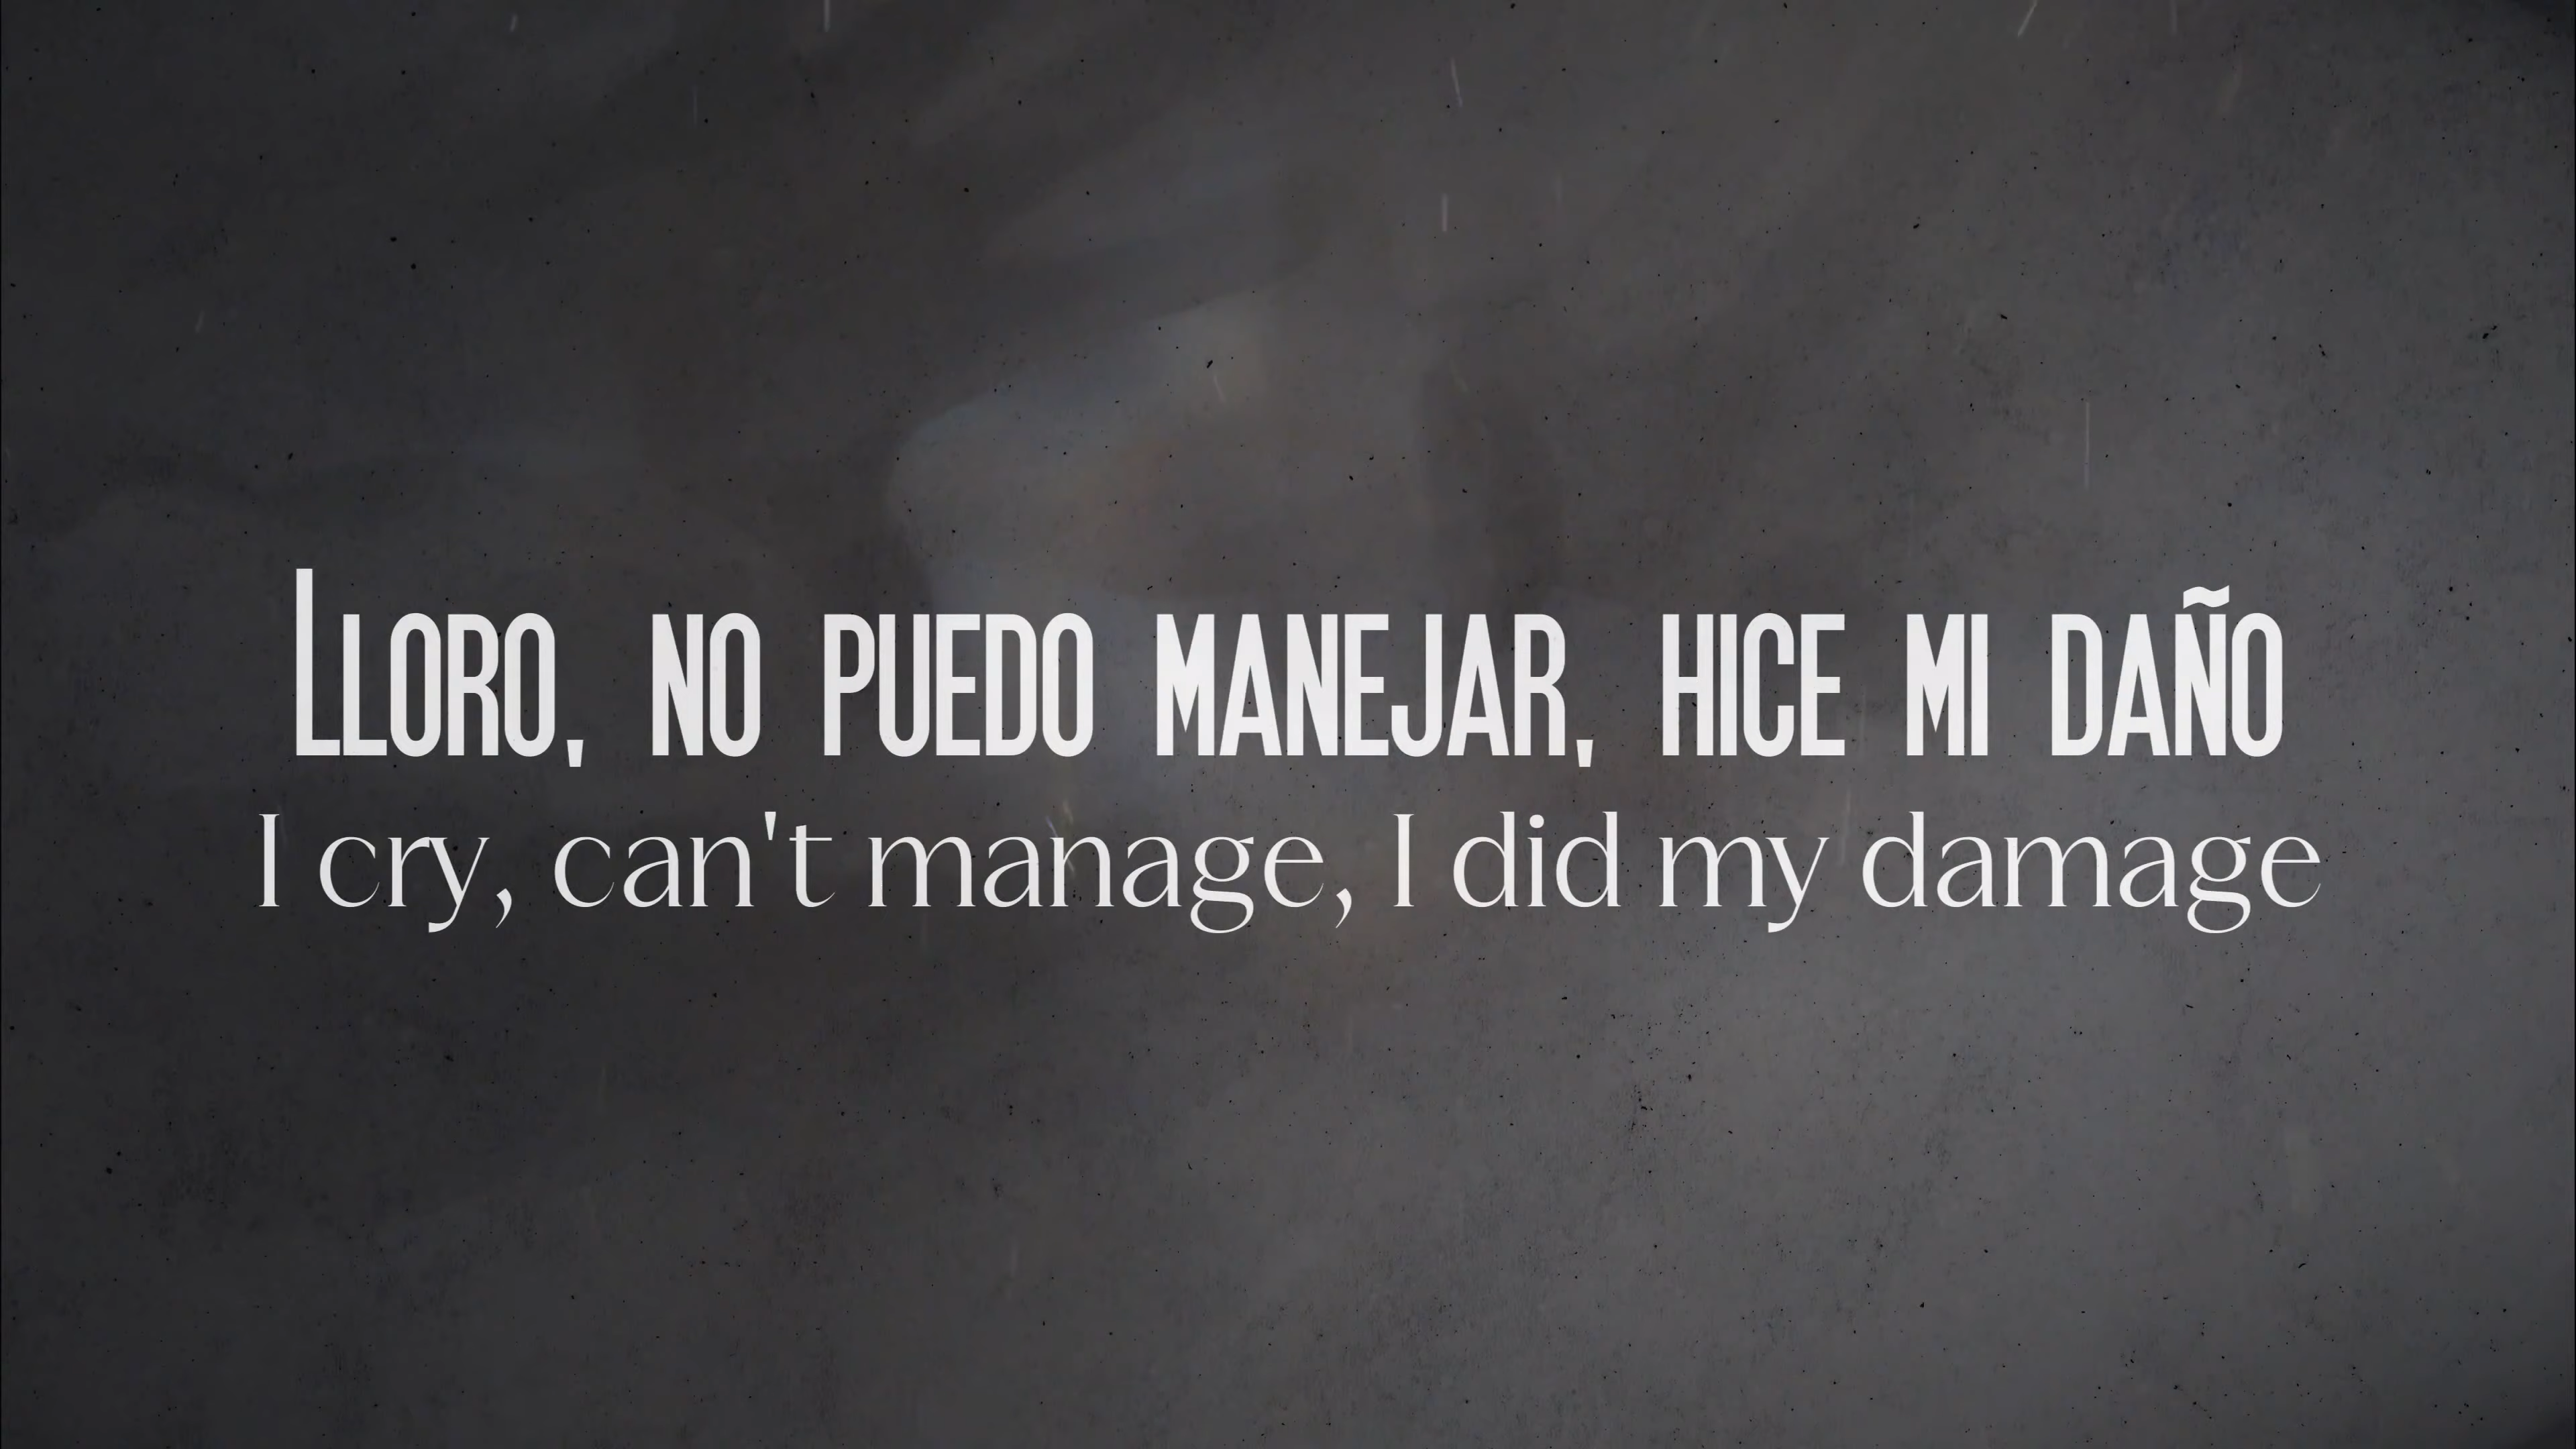 Lloro, no puedo manejar, hice mi daño
I cry, can't manage, I did my damage